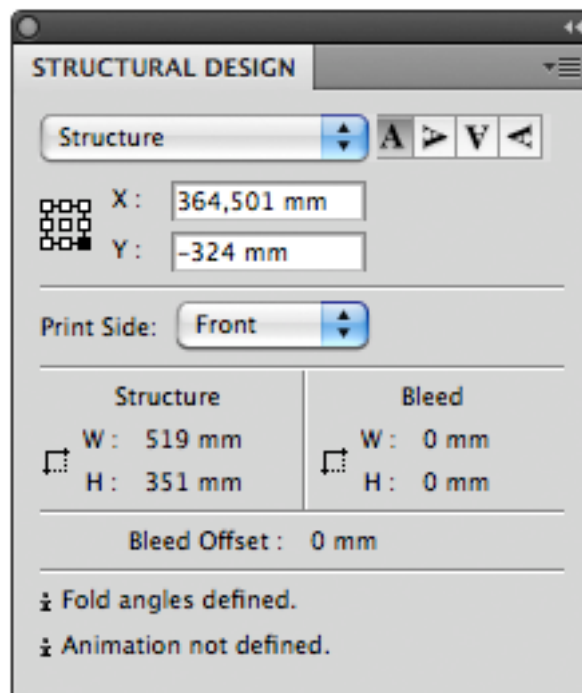 STRUCTURAL DESIGN
Structure A A A A
X : 364,501 mm
Y : -324 mm
Print Side: Front
Structure Bleed
W : 519 mm W : 0 mm
H : 351 mm H : 0 mm
Bleed Offset : 0 mm
i Fold angles defined.
i Animation not defined.